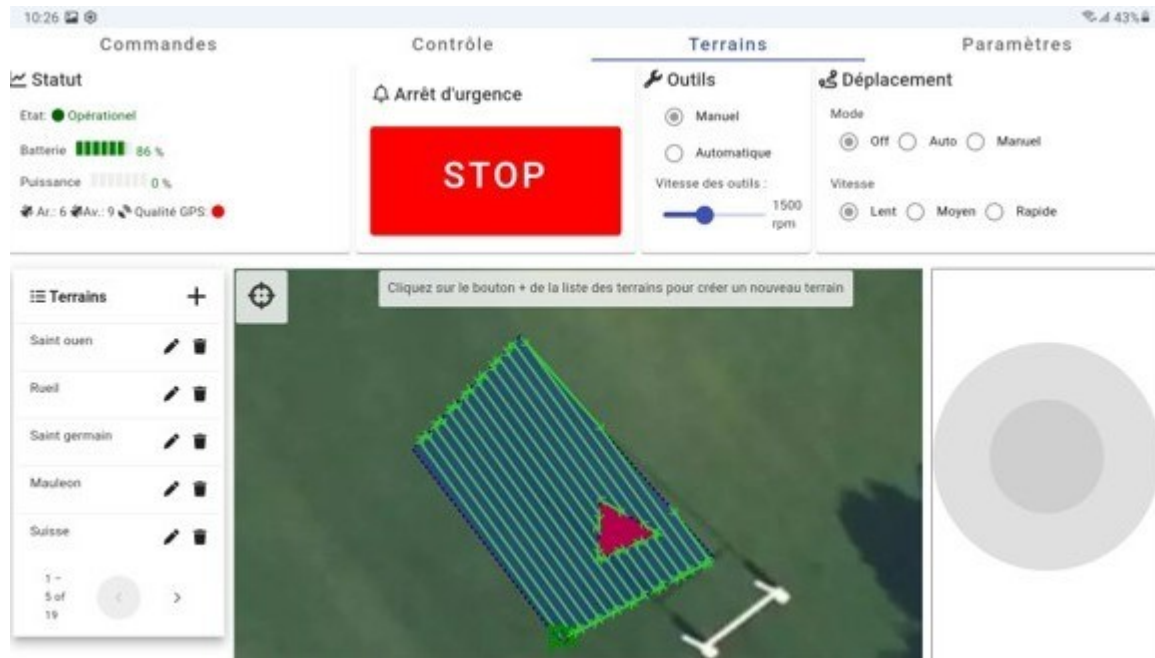 10:26 43%
Commandes Contrôle Terrains Paramètres
Statut
Etat: Opérationel
Batterie 86 %
Puissance 0 %
Ar.: 6 Av.: 9 Qualité GPS:
Arrêt d'urgence
STOP
Outils
Manuel
Automatique
Vitesse des outils :
1500
rpm
Déplacement
Mode
Off Auto Manuel
Vitesse
Lent Moyen Rapide
Terrains +
Saint ouen
Rueil
Saint germain
Mauleon
Suisse
1 –
5 of
19
Cliquez sur le bouton + de la liste des terrains pour créer un nouveau terrain